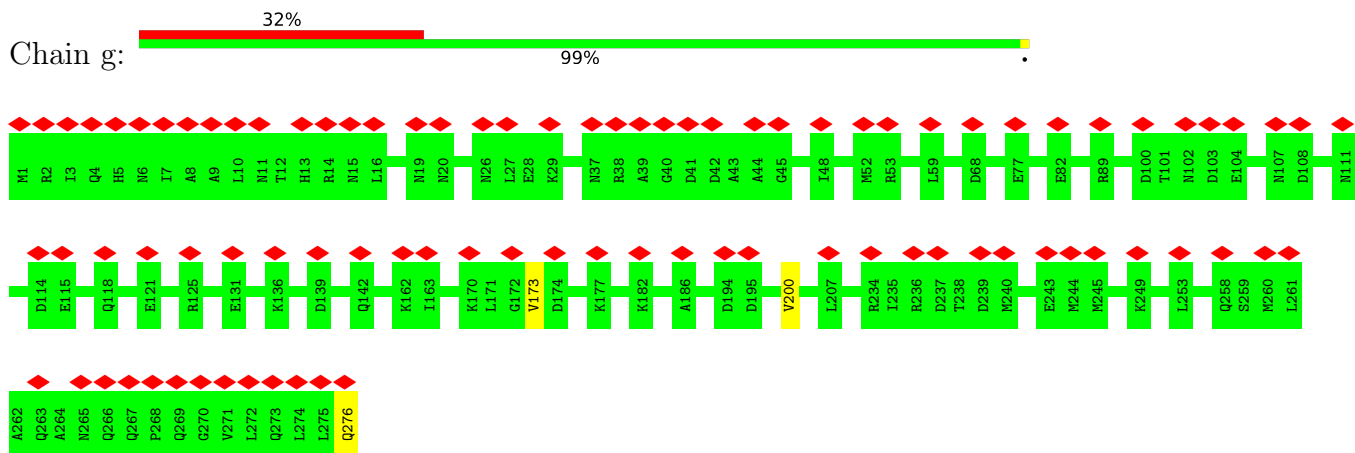 32%
Chain g:
99%
.
M1 R2 I3 Q4 H5 N6 I7 A8 A9 L10 N11 T12 H13 R14 N15 L16 N19 N20 N26 L27 E28 K29 N37 R38 A39 G40 D41 D42 A43 A44 G45 I48 M52 R53 L59 D68 E77 E82 R89 D100 T101 N102 D103 E104 N107 D108 N111
D114 E115 Q118 E121 R125 E131 K136 D139 Q142 K162 I163 K170 L171 G172 V173 D174 K177 K182 A186 D194 D195 V200 L207 R234 I235 R236 D237 T238 D239 M240 E243 M244 M245 K249 L253 Q258 S259 M260 L261
A262 Q263 A264 N265 Q266 Q267 P268 Q269 G270 V271 L272 Q273 L274 L275 Q276